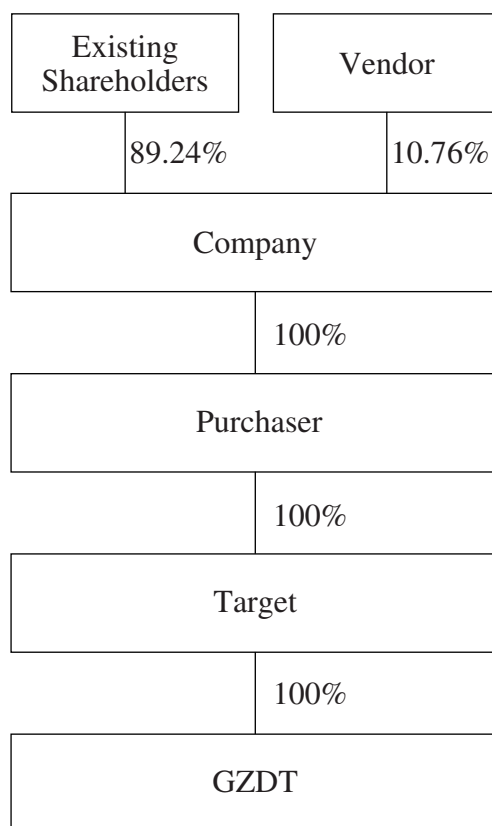 Existing
Shareholders
Vendor
89.24%
10.76%
Company
100%
Purchaser
100%
Target
100%
GZDT